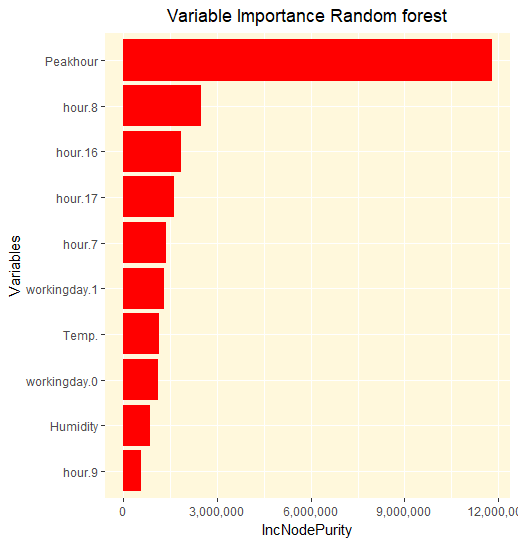 Variable Importance Random forest
Variables
Peakhour
hour.8
hour.16
hour.17
hour.7
workingday.1
Temp.
workingday.0
Humidity
hour.9
0 3,000,000 6,000,000 9,000,000 12,000,0
IncNodePurity